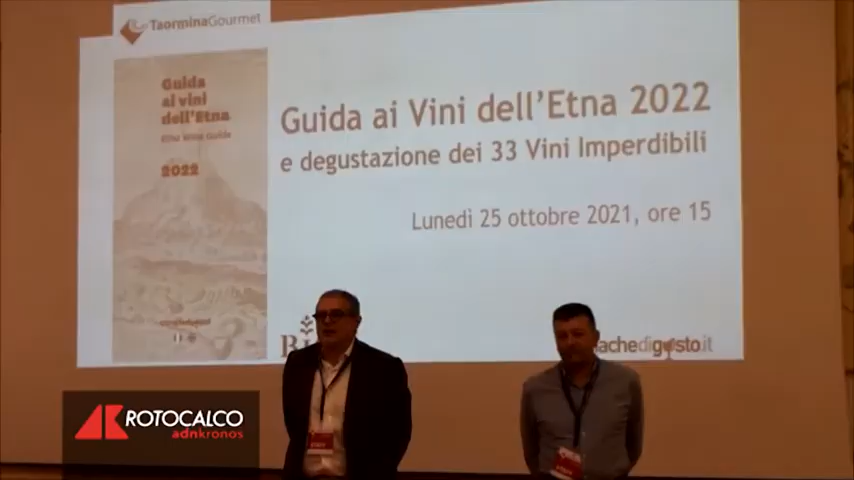 TaorminaGourmet
Guida
ai vini
dell'Etna
Etna Wine Guide
2022
Guida ai Vini dell'Etna 2022
e degustazione dei 33 Vini Imperdibili
Lunedì 25 ottobre 2021, ore 15
achedigusto.it
ROTOCALCO
adnkronos